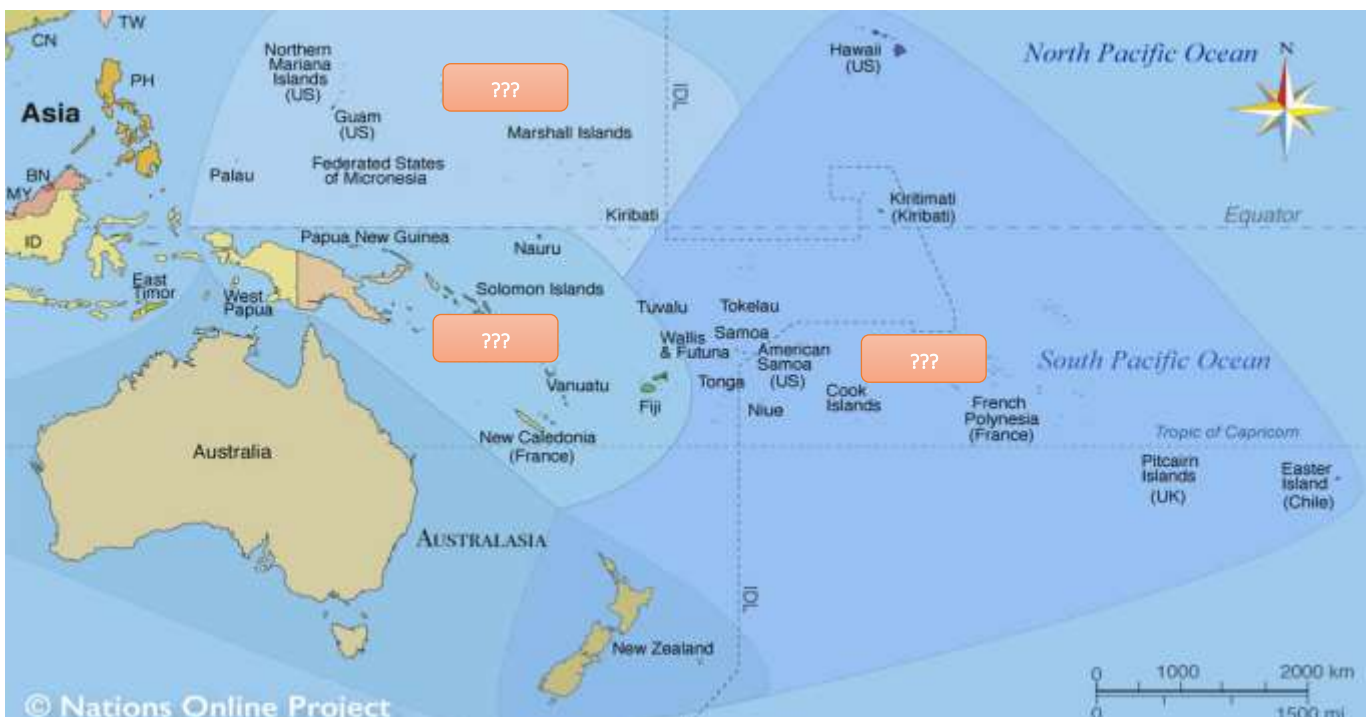 TW
CN
PH
Asia
BN
MY
ID
East
Timor
West
Papua
Northern
Mariana
Islands
(US)
Guam
(US)
???
Marshall Islands
Palau
Federated States
of Micronesia
Kiribati
IDL
Hawaii
(US)
North Pacific Ocean
N
Kiritimati
(Kiribati)
Equator
Papua New Guinea
Nauru
Solomon Islands
???
Vanuatu
Fiji
New Caledonia
(France)
Tuvalu
Tokelau
Wallis
& Futuna
Samoa
American
Samoa
(US)
Tonga
Niue
Cook
Islands
???
French
Polynesia
(France)
South Pacific Ocean
Tropic of Capricorn
Pitcairn
Islands
(UK)
Easter
Island
(Chile)
Australia
AUSTRALASIA
New Zealand
IDL
0 1000 2000 km
0 1500 mi
© Nations Online Project